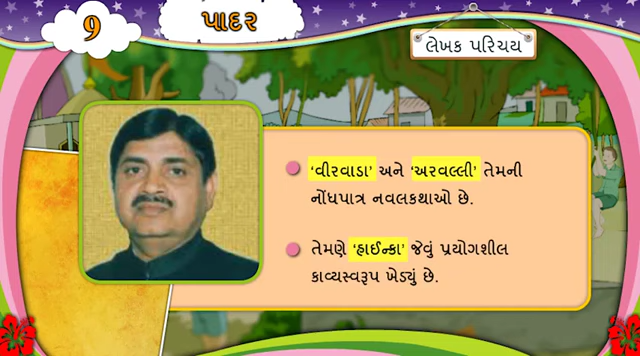 9
પાદર
લેખક પરિચય
‘વીરવાડા’ અને ‘અરવલ્લી’ તેમની
નોંધપાત્ર નવલકથાઓ છે.
તેમણે ‘હાઈન્કા’ જેવું પ્રયોગશીલ
કાવ્યસ્વરૂપ ખેડ્યું છે.